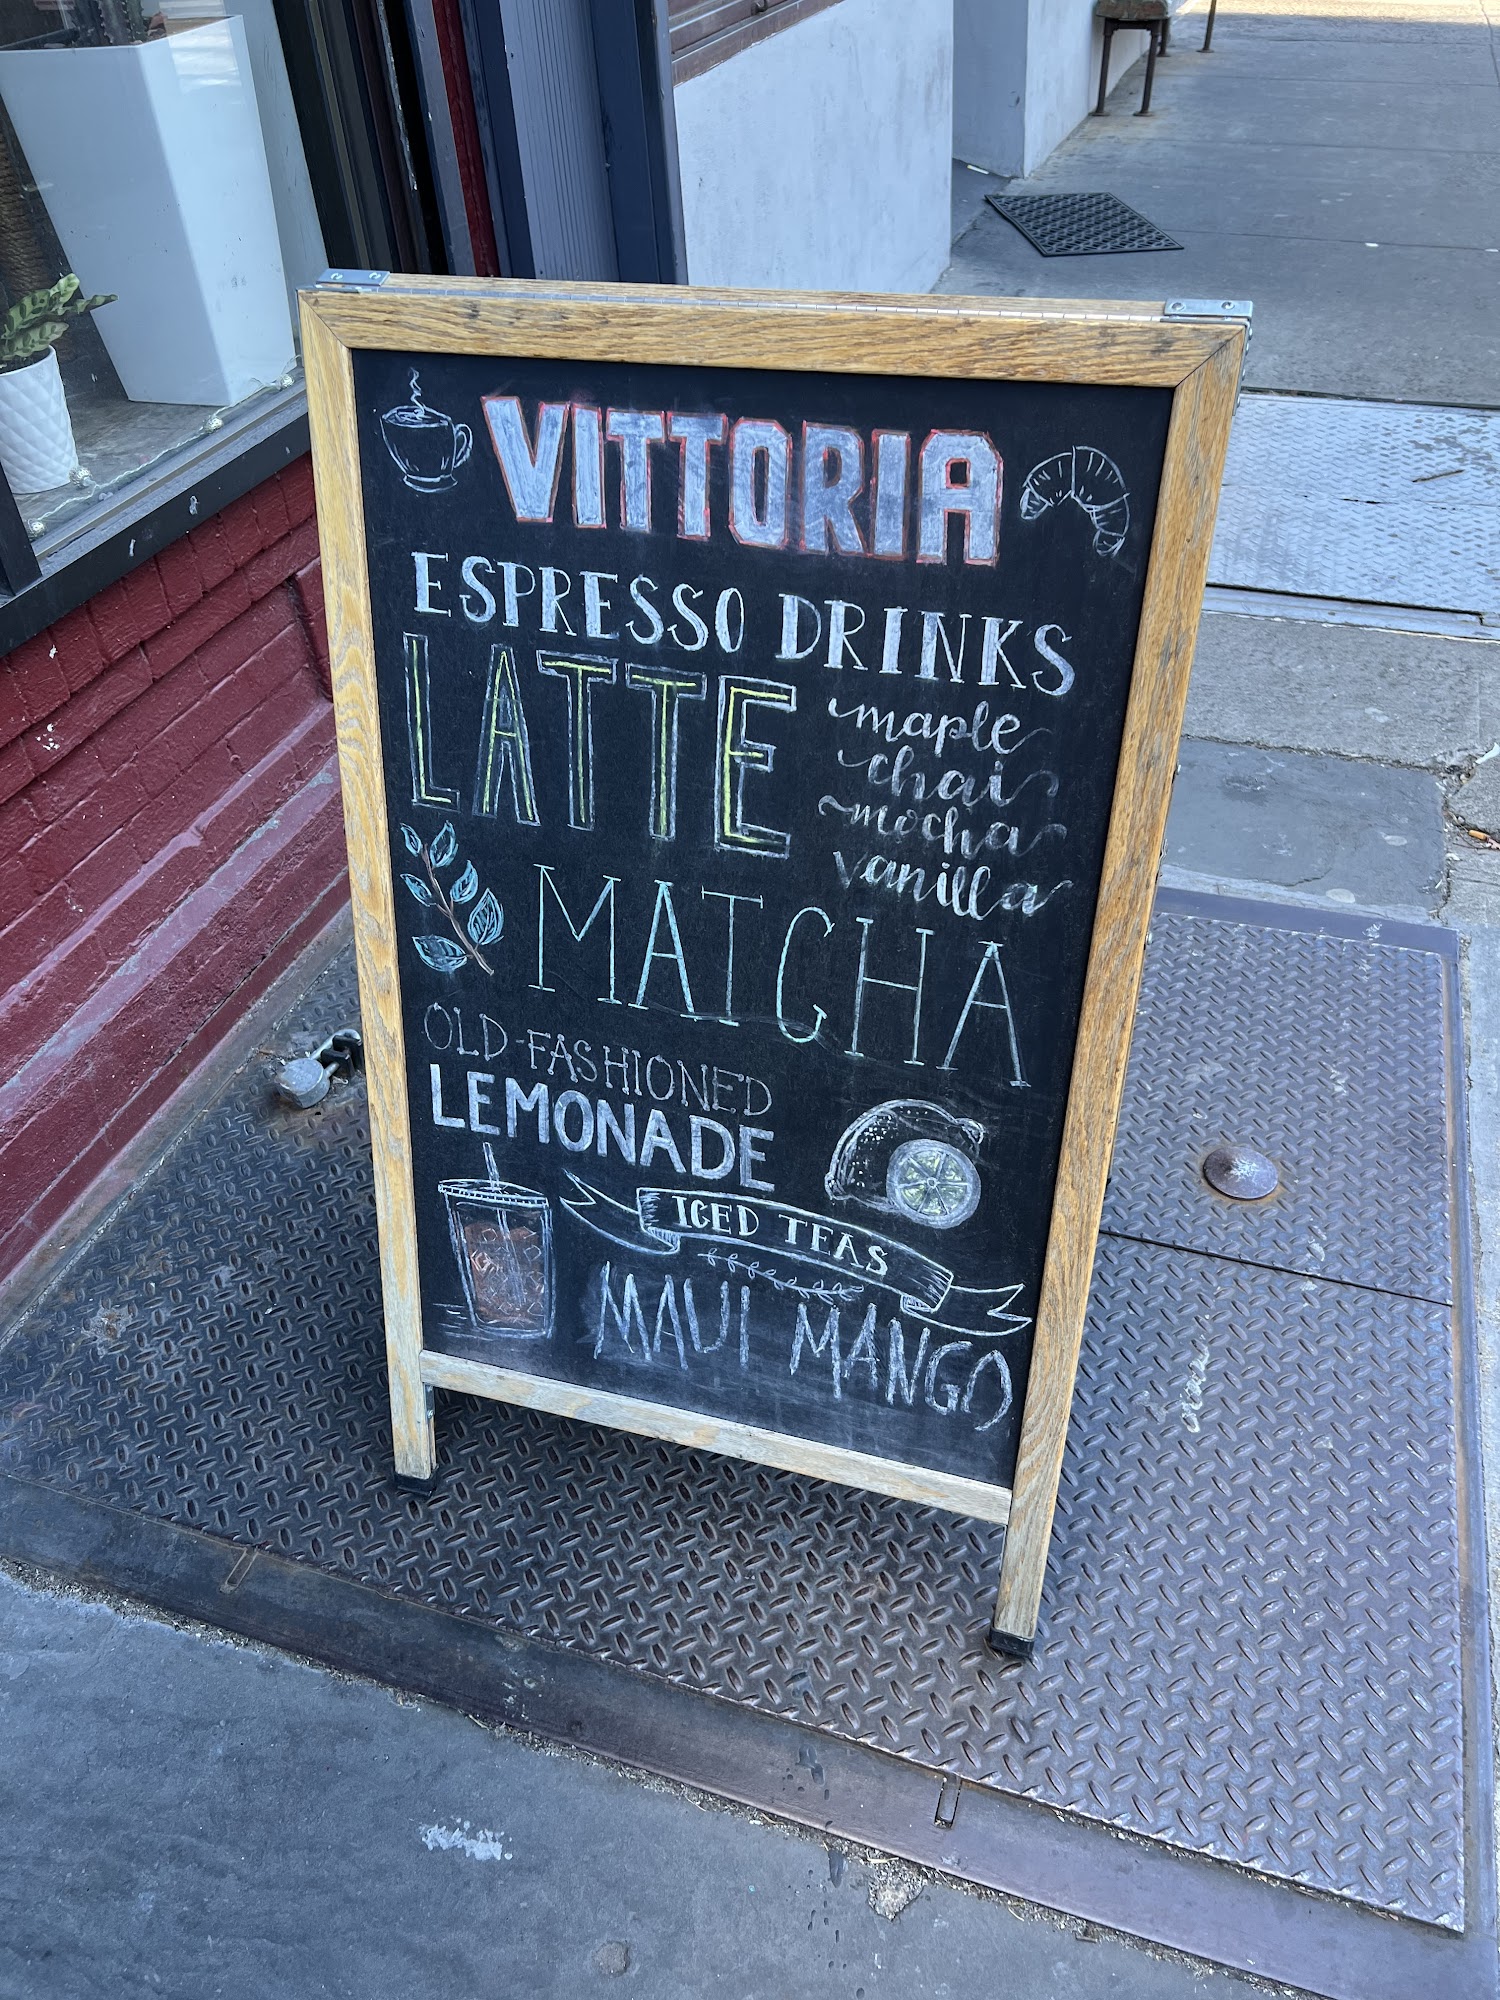 VITTORIA
ESPRESSO DRINKS
LATTE
maple
chai
mocha
vanilla
MATCHA
OLD-FASHIONED
LEMONADE
ICED TEAS
MAUI MANGO